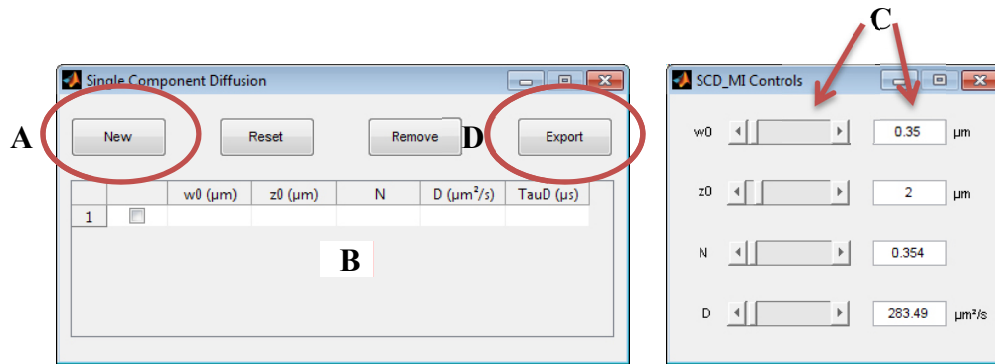 C
Single Component Diffusion
SCD_MI Controls
A
New
Reset
Remove
D
Export
w0 (µm) z0 (µm) N D (µm²/s) TauD (µs)
1
B
w0 0.35 µm
z0 2 µm
N 0.354
D 283.49 µm²/s